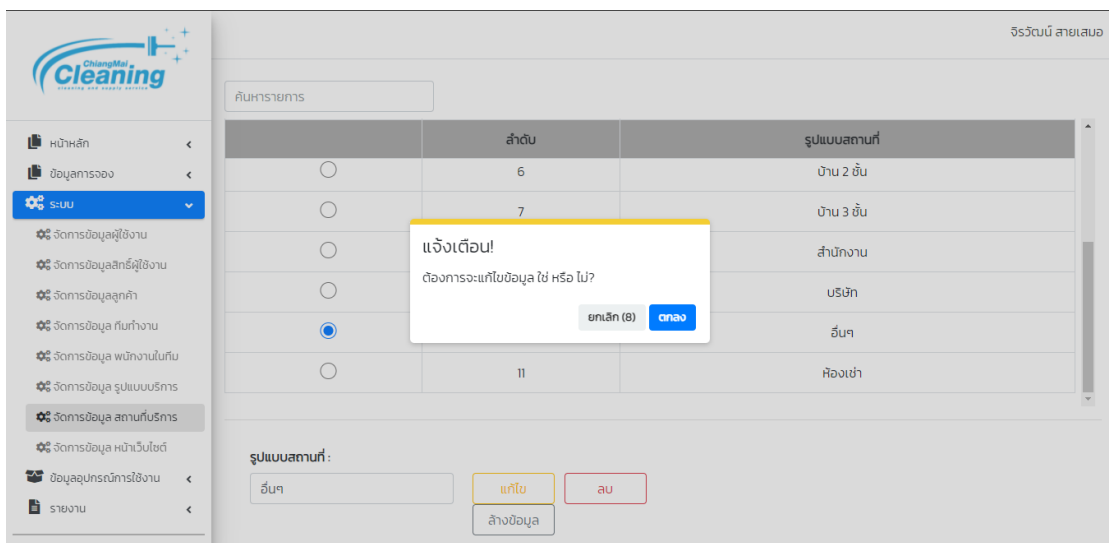 จิรวัฒน์ สายเสมอ
ChiangMai
Cleaning
cleaning and supply service
ค้นหารายการ
หน้าหลัก
ข้อมูลการจอง
ระบบ
จัดการข้อมูลผู้ใช้งาน
จัดการข้อมูลสิทธิ์ผู้ใช้งาน
จัดการข้อมูลลูกค้า
จัดการข้อมูล ทีมทำงาน
จัดการข้อมูล พนักงานในทีม
จัดการข้อมูล รูปแบบบริการ
จัดการข้อมูล สถานที่บริการ
จัดการข้อมูล หน้าเว็บไซต์
ข้อมูลอุปกรณ์การใช้งาน
รายงาน
ลำดับ รูปแบบสถานที่
6 บ้าน 2 ชั้น
7 บ้าน 3 ชั้น
สำนักงาน
บริษัท
อื่นๆ
11 ห้องเช่า
แจ้งเตือน!
ต้องการจะแก้ไขข้อมูล ใช่ หรือ ไม่?
ยกเลิก (8) ตกลง
รูปแบบสถานที่ :
อื่นๆ แก้ไข ลบ
ล้างข้อมูล